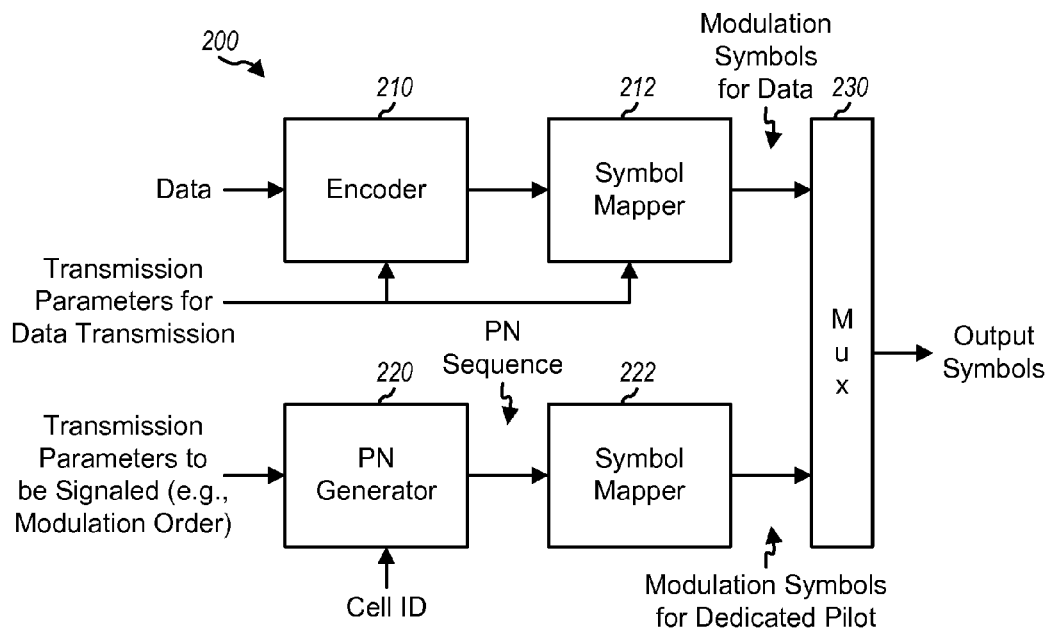 200
210
212
Modulation
Symbols
for Data
230
Data
Encoder
Symbol
Mapper
Transmission
Parameters for
Data Transmission
M
u
x
Output
Symbols
PN
Sequence
220
222
Transmission
Parameters to
be Signaled (e.g.,
Modulation Order)
PN
Generator
Symbol
Mapper
Cell ID
Modulation Symbols
for Dedicated Pilot